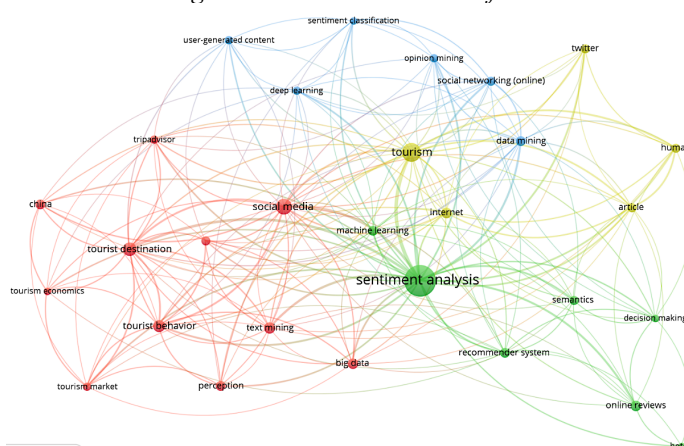 sentiment classification
user-generated content
twitter
opinion mining
social networking (online)
deep learning
tripadvisor
data mining
tourism
huma
china
social media
internet
article
machine learning
tourist destination
sentiment analysis
tourism economics
semantics
decision making
tourist behavior
text mining
recommender system
big data
tourism market
perception
online reviews